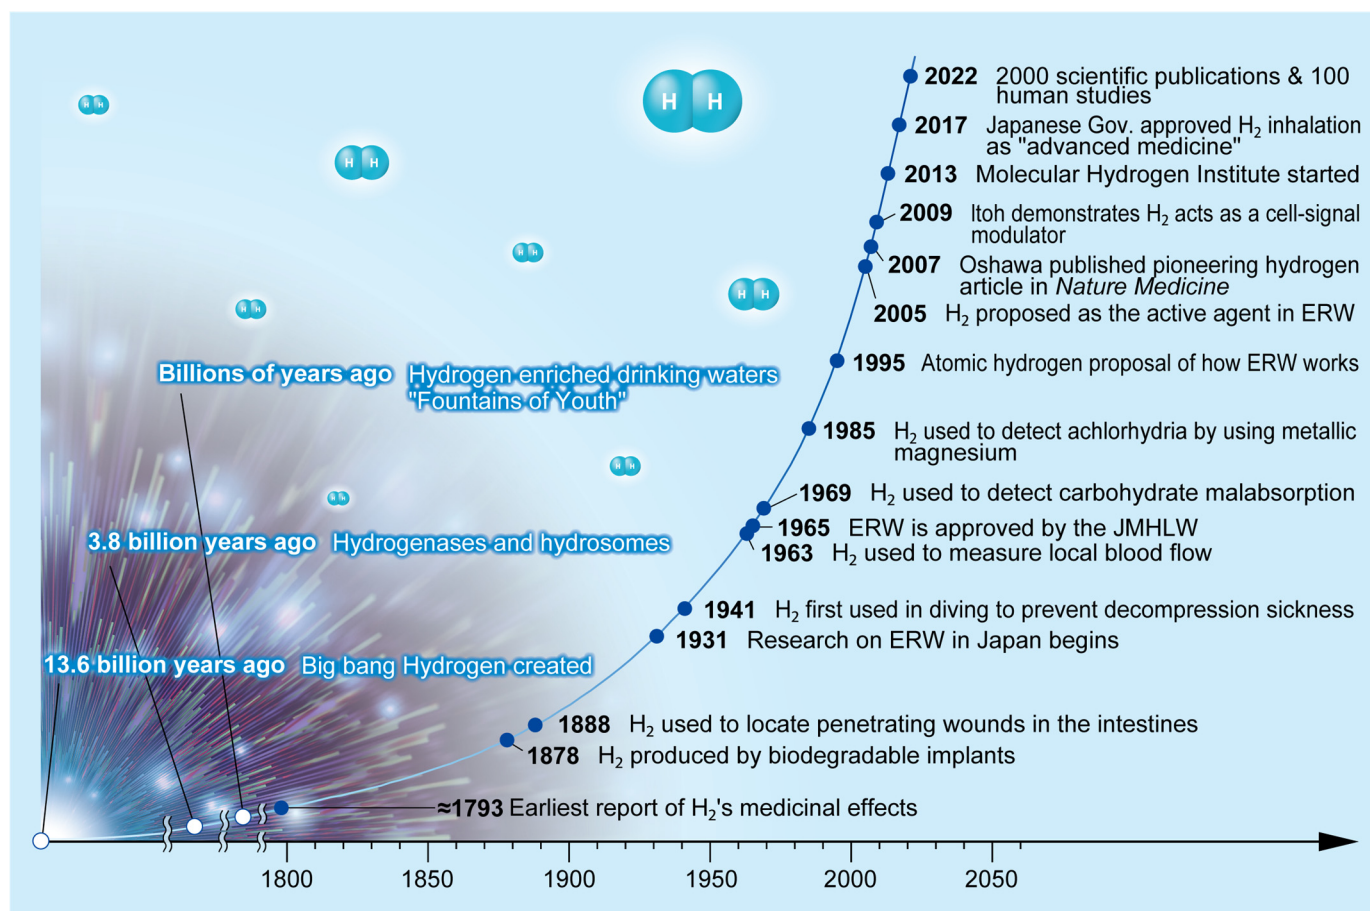 H H
H H
H H
H H
H H
H H
H H
H H
2022 2000 scientific publications & 100
human studies
2017 Japanese Gov. approved H₂ inhalation
as "advanced medicine"
2013 Molecular Hydrogen Institute started
2009 Itoh demonstrates H₂ acts as a cell-signal
modulator
2007 Oshawa published pioneering hydrogen
article in Nature Medicine
2005 H₂ proposed as the active agent in ERW
1995 Atomic hydrogen proposal of how ERW works
Billions of years ago Hydrogen enriched drinking waters
"Fountains of Youth"
1985 H₂ used to detect achlorhydria by using metallic
magnesium
1969 H₂ used to detect carbohydrate malabsorption
1965 ERW is approved by the JMHLW
1963 H₂ used to measure local blood flow
3.8 billion years ago Hydrogenases and hydrosomes
1941 H₂ first used in diving to prevent decompression sickness
1931 Research on ERW in Japan begins
13.6 billion years ago Big bang Hydrogen created
1888 H₂ used to locate penetrating wounds in the intestines
1878 H₂ produced by biodegradable implants
≈1793 Earliest report of H₂'s medicinal effects
1800 1850 1900 1950 2000 2050